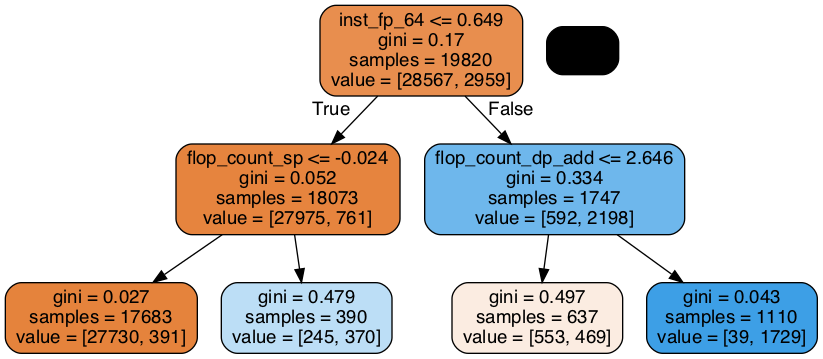 inst_fp_64 <= 0.649
gini = 0.17
samples = 19820
value = [28567, 2959]
True
False
flop_count_sp <= -0.024
gini = 0.052
samples = 18073
value = [27975, 761]
flop_count_dp_add <= 2.646
gini = 0.334
samples = 1747
value = [592, 2198]
gini = 0.027
samples = 17683
value = [27730, 391]
gini = 0.479
samples = 390
value = [245, 370]
gini = 0.497
samples = 637
value = [553, 469]
gini = 0.043
samples = 1110
value = [39, 1729]